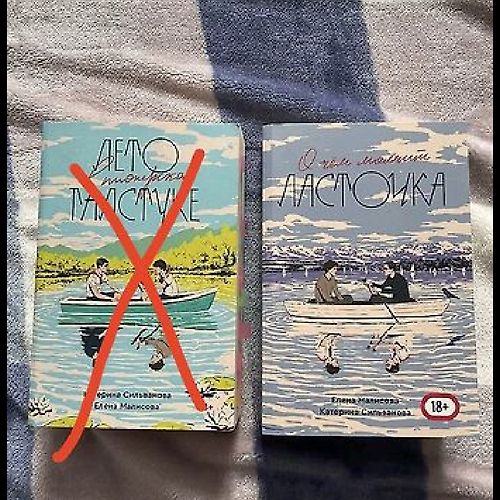 ЛЕТО
в пионерском
ГАЛСТУКЕ
Катерина Сильванова
Елена Малисова
О чём молчит
ЛАСТОЧКА
Елена Малисова
Катерина Сильванова
18+